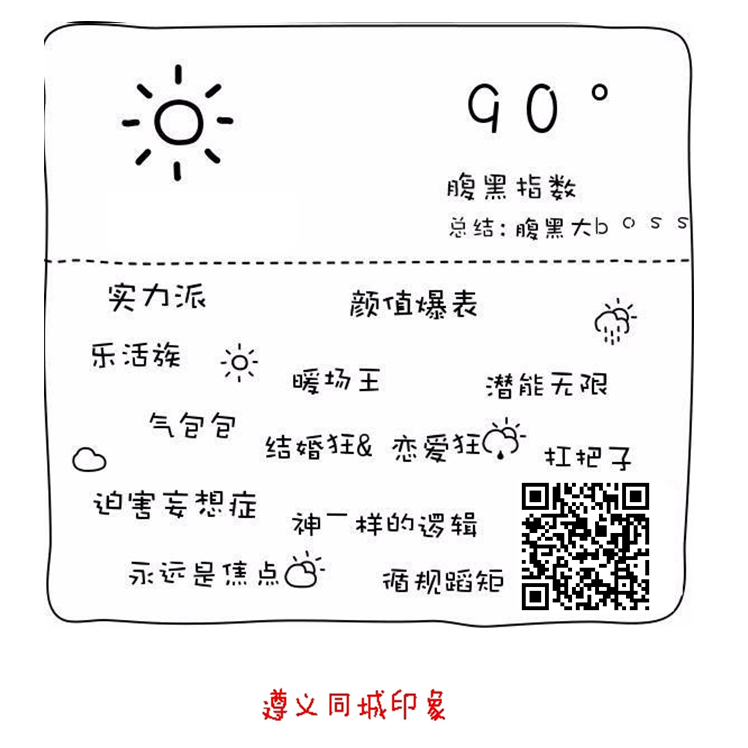 90°
腹黑指数
总结:腹黑大boss
实力派
颜值爆表
乐活族
暖场王
潜能无限
气包包
结婚狂& 恋爱狂
扛把子
迫害妄想症
神一样的逻辑
永远是焦点
循规蹈矩
遵义同城印象